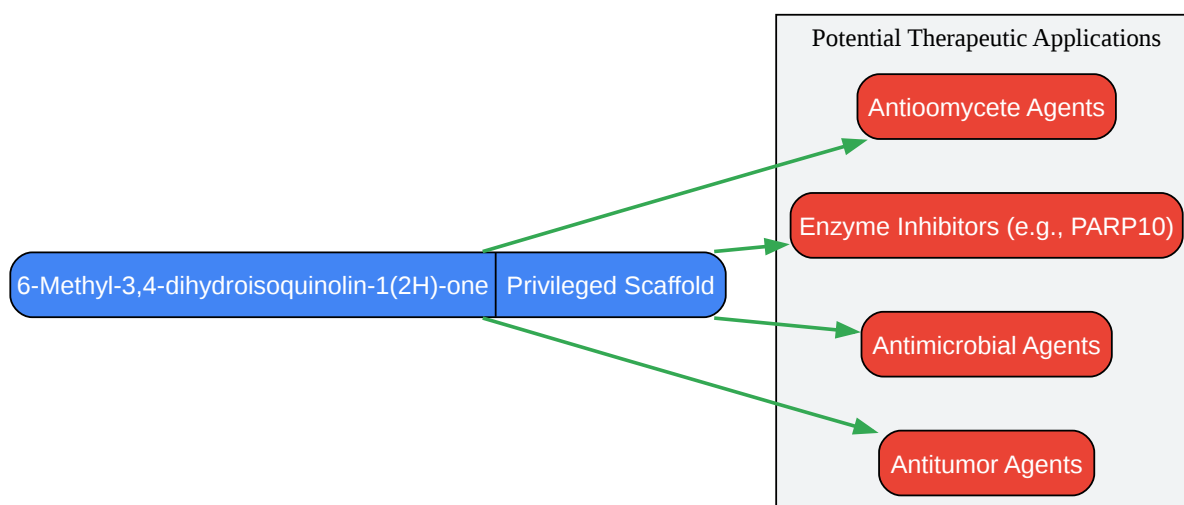 Potential Therapeutic Applications
Antioomycete Agents
Enzyme Inhibitors (e.g., PARP10)
6-Methyl-3,4-dihydroisoquinolin-1(2H)-one
Privileged Scaffold
Antimicrobial Agents
Antitumor Agents